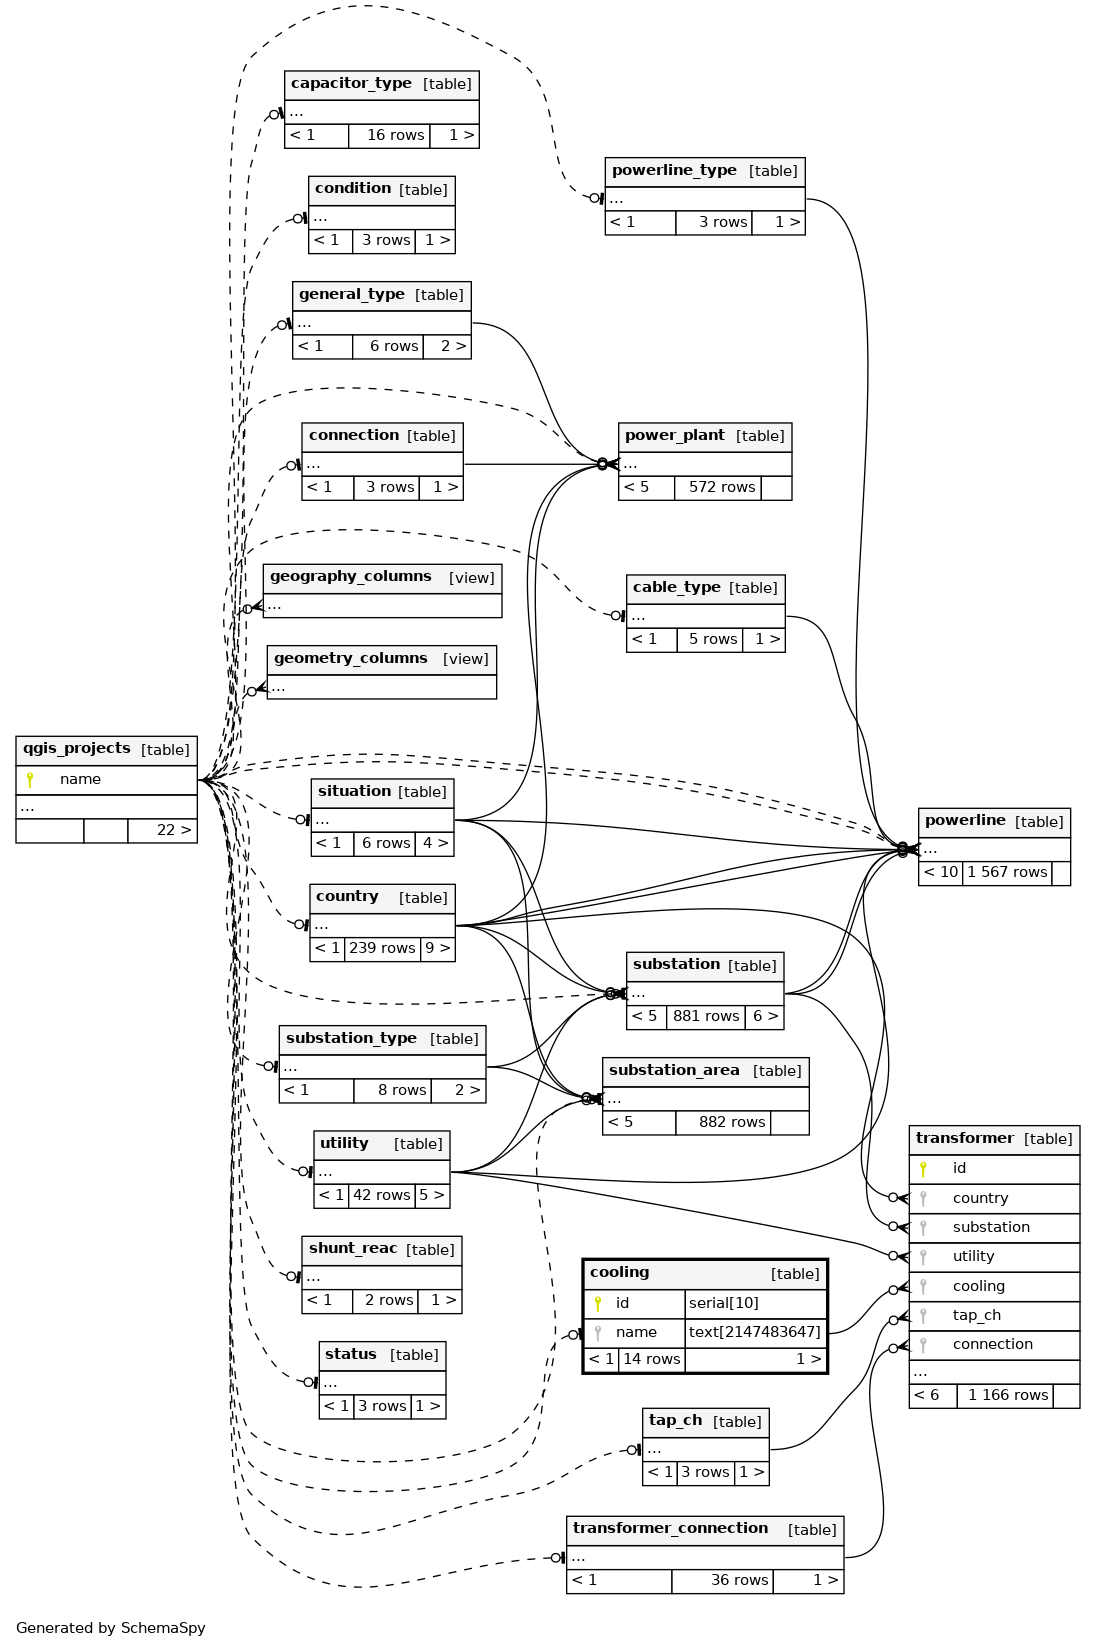 capacitor_type [table]
...
< 1 16 rows 1 >
powerline_type [table]
...
< 1 3 rows 1 >
condition [table]
...
< 1 3 rows 1 >
general_type [table]
...
< 1 6 rows 2 >
connection [table]
...
< 1 3 rows 1 >
power_plant [table]
...
< 5 572 rows
geography_columns [view]
...
cable_type [table]
...
< 1 5 rows 1 >
geometry_columns [view]
...
qgis_projects [table]
name
...
22 >
situation [table]
...
< 1 6 rows 4 >
powerline [table]
...
< 10 1 567 rows
country [table]
...
< 1 239 rows 9 >
substation [table]
...
< 5 881 rows 6 >
substation_type [table]
...
< 1 8 rows 2 >
substation_area [table]
...
< 5 882 rows
utility [table]
...
< 1 42 rows 5 >
transformer [table]
id
country
substation
utility
cooling
tap_ch
connection
...
< 6 1 166 rows
shunt_reac [table]
...
< 1 2 rows 1 >
cooling [table]
id serial[10]
name text[2147483647]
< 1 14 rows 1 >
status [table]
...
< 1 3 rows 1 >
tap_ch [table]
...
< 1 3 rows 1 >
transformer_connection [table]
...
< 1 36 rows 1 >
Generated by SchemaSpy